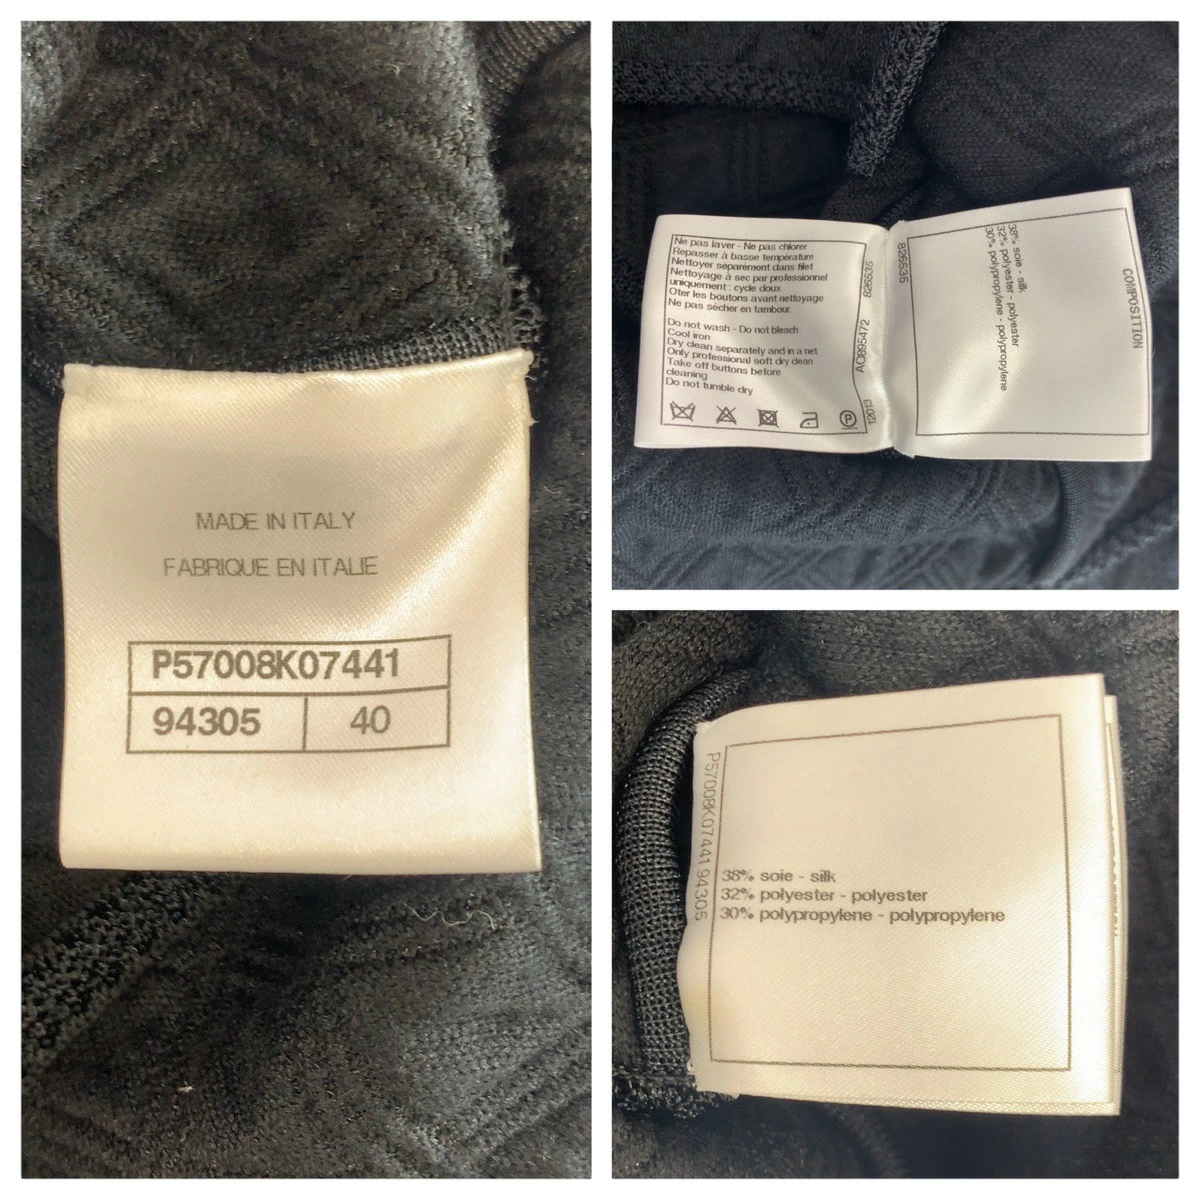 MADE IN ITALY
FABRIQUE EN ITALIE
P57008K07441
94305 40
Ne pas laver - Ne pas chlorer
Repasser à basse température
Nettoyer séparement dans filet
Nettoyage à sec par professionnel
uniquement : cycle doux
Oter les boutons avant nettoyage
Ne pas sécher en tambour.
Do not wash - Do not bleach
Cool iron
Dry clean separately and in a net
Only professional soft dry clean
Take off buttons before
cleaning
Do not tumble dry
P
12013 AO895472 826535
826535
COMPOSITION
38% soie - silk
32% polyester - polyester
30% polypropylene - polypropylene
P57008K07441 94305
38% soie - silk
32% polyester - polyester
30% polypropylene - polypropylene